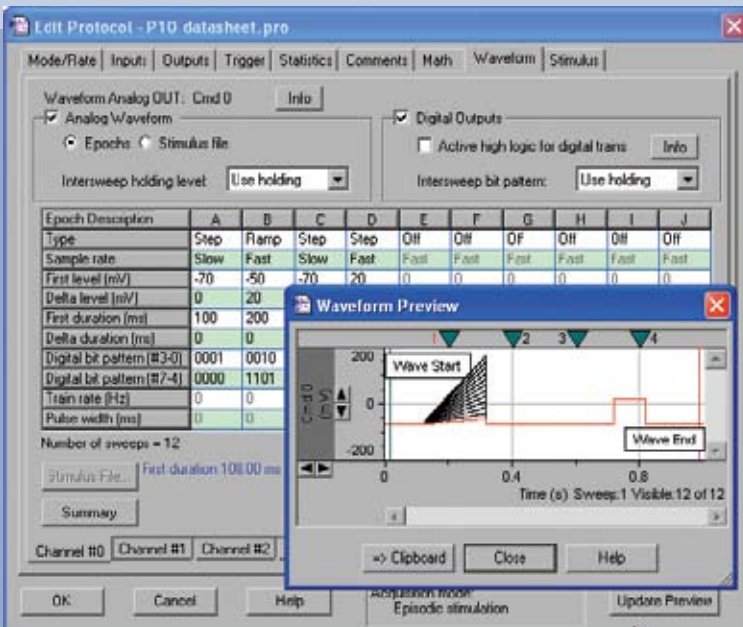 Edit Protocol - P10 datasheet.pro
Mode/Rate Inputs Outputs Trigger Statistics Comments Math Waveform Stimulus
Waveform Analog OUT: Cmd 0 Info
Analog Waveform
Epochs Stimulus file
Intersweep holding level: Use holding
Digital Outputs
Active high logic for digital trains Info
Intersweep bit pattern: Use holding
Epoch Description A B C D E F G H I J
Type Step Ramp Step Step Off Off Off Off Off Off
Sample rate Slow Fast Slow Fast Fast Fast Fast Fast Fast Fast
First level (mV) -70 -50 -70 20 0 0 0 0 0 0
Delta level (mV) 0 20
First duration (ms) 100 200
Delta duration (ms) 0 0
Digital bit pattern (#3-0) 0001 0010
Digital bit pattern (#7-4) 0000 1101
Train rate (Hz) 0 0
Pulse width (ms) 0 0
Number of sweeps = 12
Stimulus File... First duration 100.00 ms
Summary
Channel #0 Channel #1 Channel #2
OK Cancel Help
Acquisition mode:
Episodic stimulation
Update Preview
Waveform Preview
1 2 3 4
Wave Start
Wave End
Cmd 0
200
0
-200
0 0.4 0.8
Time (s) Sweep:1 Visible:12 of 12
=> Clipboard Close Help